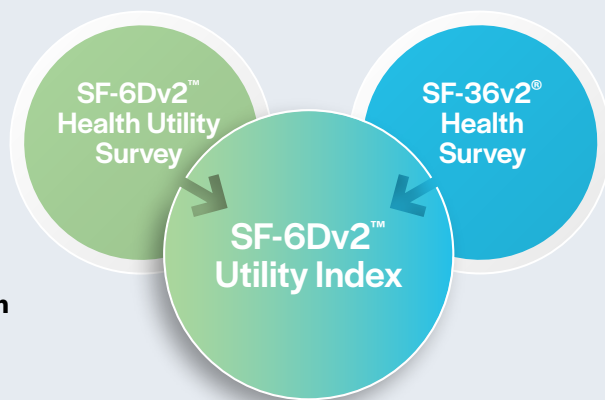 SF-6Dv2™
Health Utility
Survey
SF-36v2®
Health
Survey
SF-6Dv2™
Utility Index
n